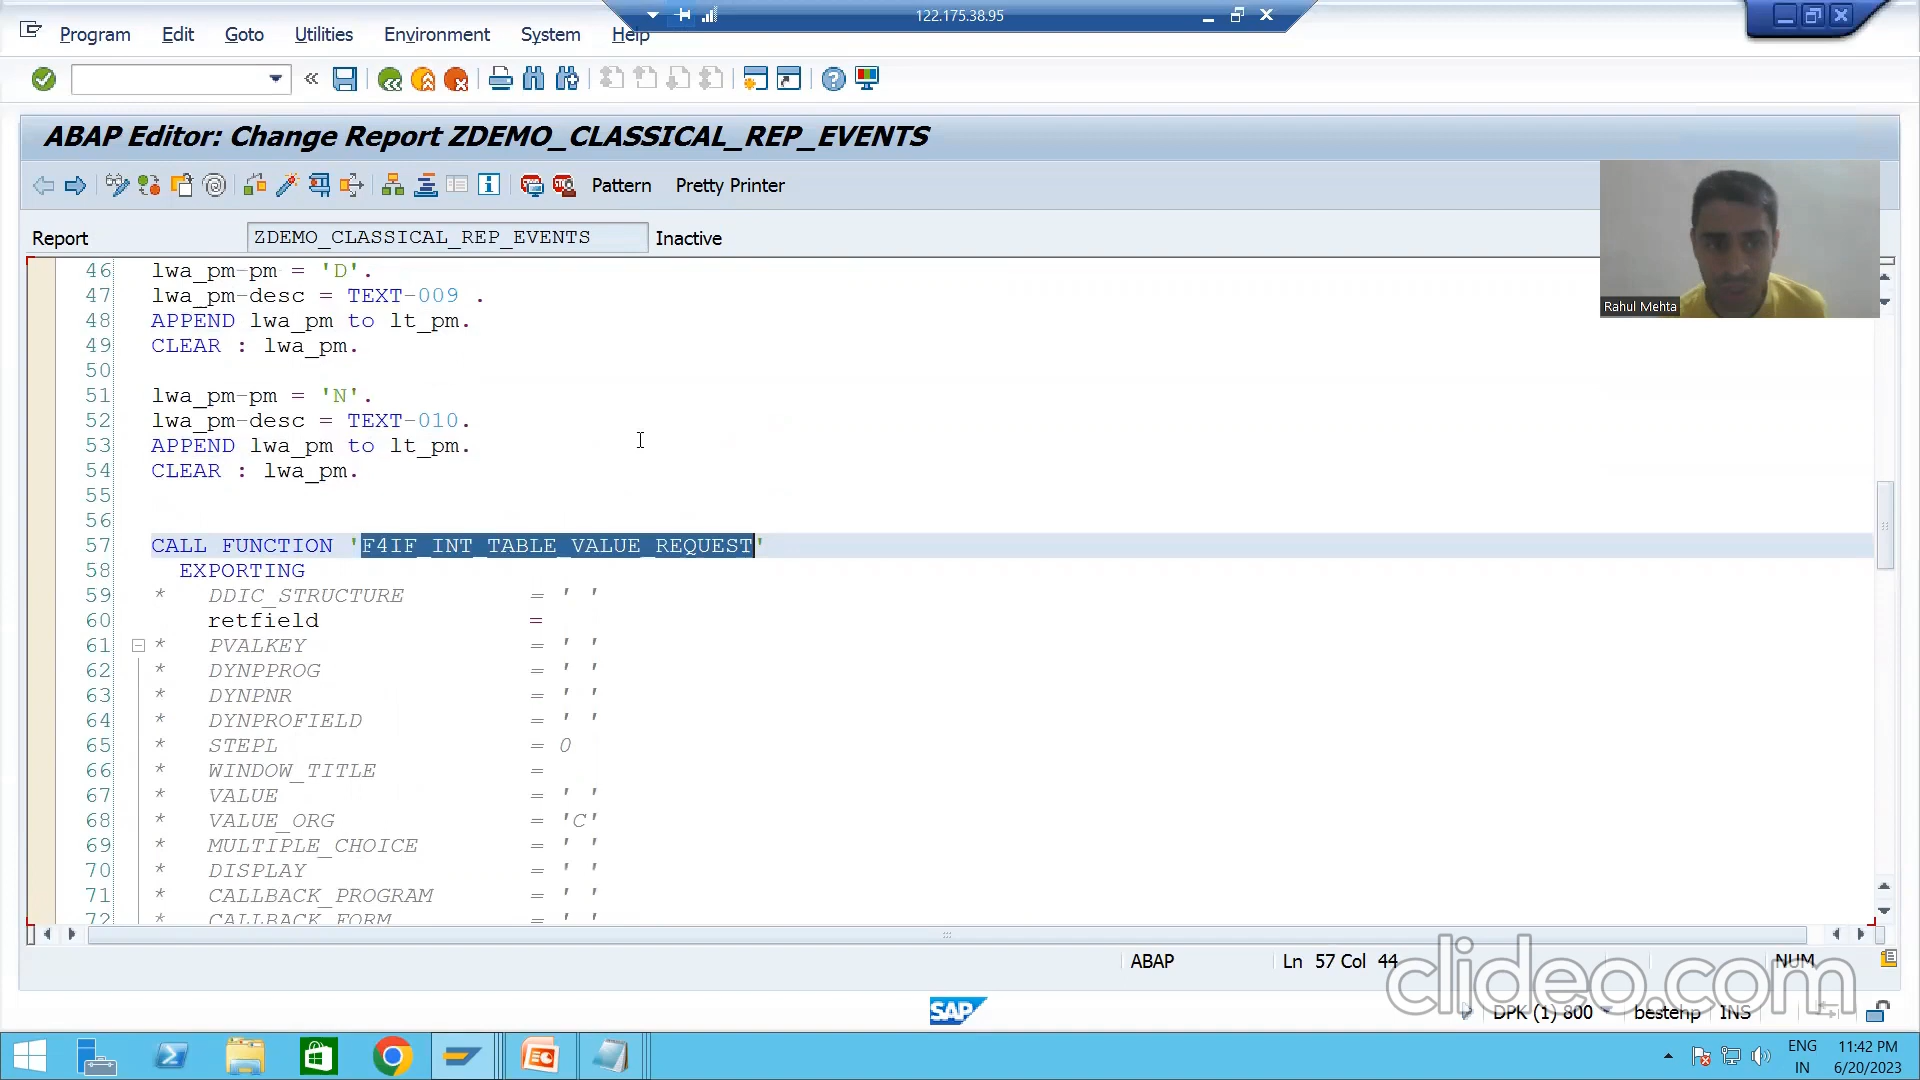 122.175.38.95
Program Edit Goto Utilities Environment System Help
ABAP Editor: Change Report ZDEMO_CLASSICAL_REP_EVENTS
Pattern Pretty Printer
Report ZDEMO_CLASSICAL_REP_EVENTS Inactive
Rahul Mehta
46 lwa_pm-pm = 'D'.
47 lwa_pm-desc = TEXT-009 .
48 APPEND lwa_pm to lt_pm.
49 CLEAR : lwa_pm.
50
51 lwa_pm-pm = 'N'.
52 lwa_pm-desc = TEXT-010.
53 APPEND lwa_pm to lt_pm.
54 CLEAR : lwa_pm.
55
56
57 CALL FUNCTION 'F4IF_INT_TABLE_VALUE_REQUEST'
58 EXPORTING
59 * DDIC_STRUCTURE = ' '
60 retfield =
61 * PVALKEY = ' '
62 * DYNPPROG = ' '
63 * DYNPNR = ' '
64 * DYNPROFIELD = ' '
65 * STEPL = 0
66 * WINDOW_TITLE =
67 * VALUE = ' '
68 * VALUE_ORG = 'C'
69 * MULTIPLE_CHOICE = ' '
70 * DISPLAY = ' '
71 * CALLBACK_PROGRAM = ' '
72 * CALLBACK_FORM = ' '
ABAP Ln 57 Col 44 NUM
clideo.com
SAP DPK (1) 800 bestehp INS
ENG 11:42 PM
IN 6/20/2023